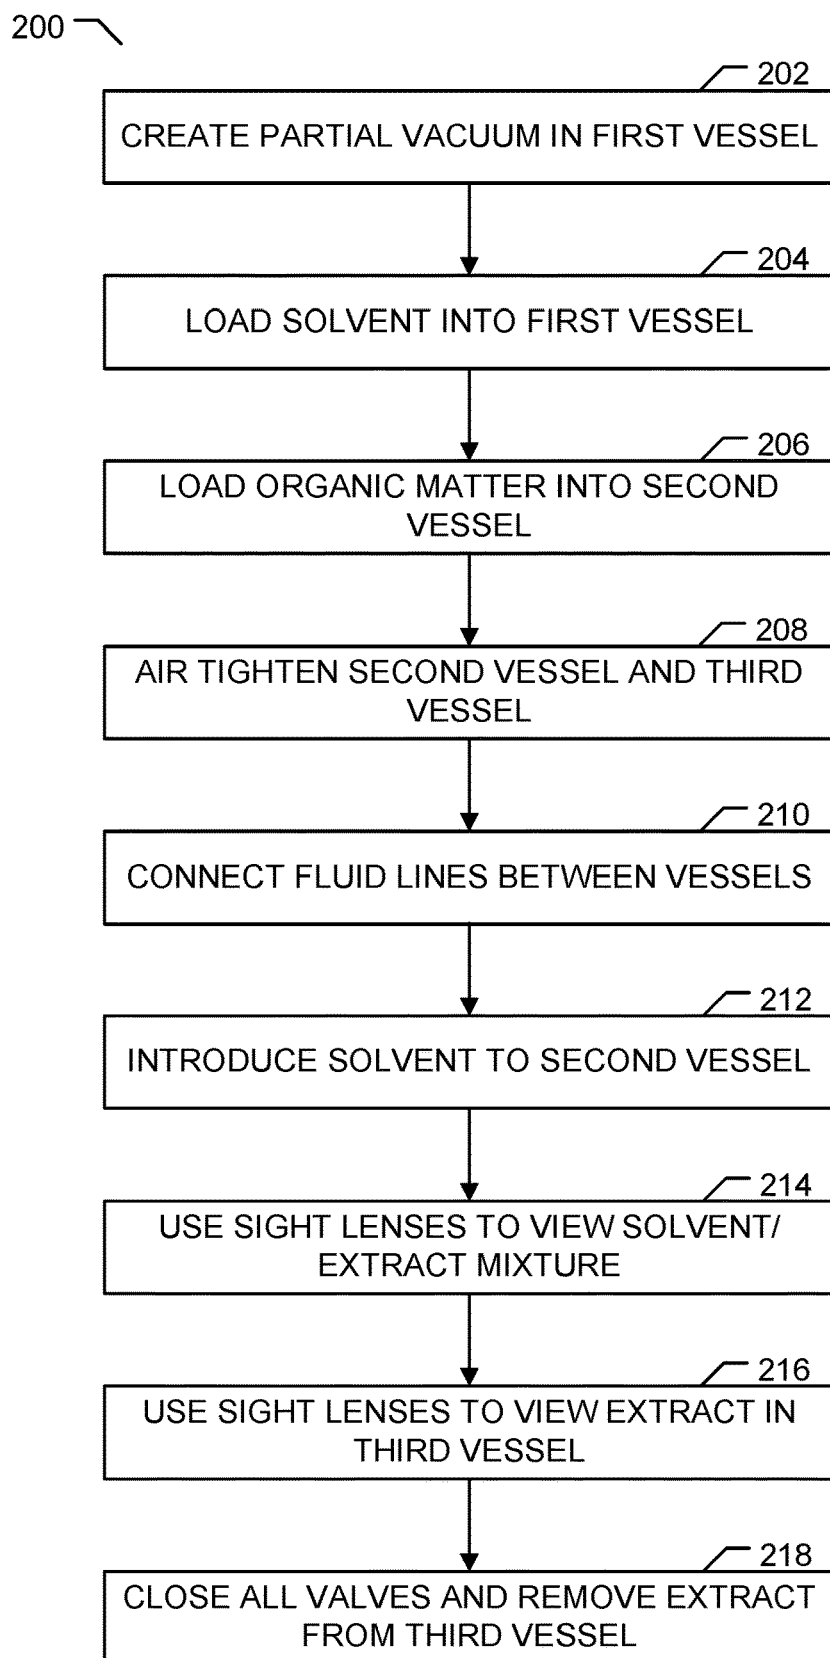 200
202
CREATE PARTIAL VACUUM IN FIRST VESSEL
204
LOAD SOLVENT INTO FIRST VESSEL
206
LOAD ORGANIC MATTER INTO SECOND
VESSEL
208
AIR TIGHTEN SECOND VESSEL AND THIRD
VESSEL
210
CONNECT FLUID LINES BETWEEN VESSELS
212
INTRODUCE SOLVENT TO SECOND VESSEL
214
USE SIGHT LENSES TO VIEW SOLVENT/
EXTRACT MIXTURE
216
USE SIGHT LENSES TO VIEW EXTRACT IN
THIRD VESSEL
218
CLOSE ALL VALVES AND REMOVE EXTRACT
FROM THIRD VESSEL